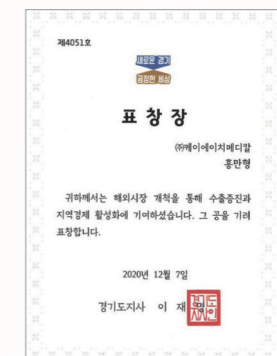 제4051호
새로운 경기
공정한 세상
표 창 장
㈜케이에이치메디칼
홍만형
귀하께서는 해외시장 개척을 통해 수출증진과
지역경제 활성화에 기여하셨습니다. 그 공을 기려
표창합니다.
2020년 12월 7일
경기도지사 이 재 명